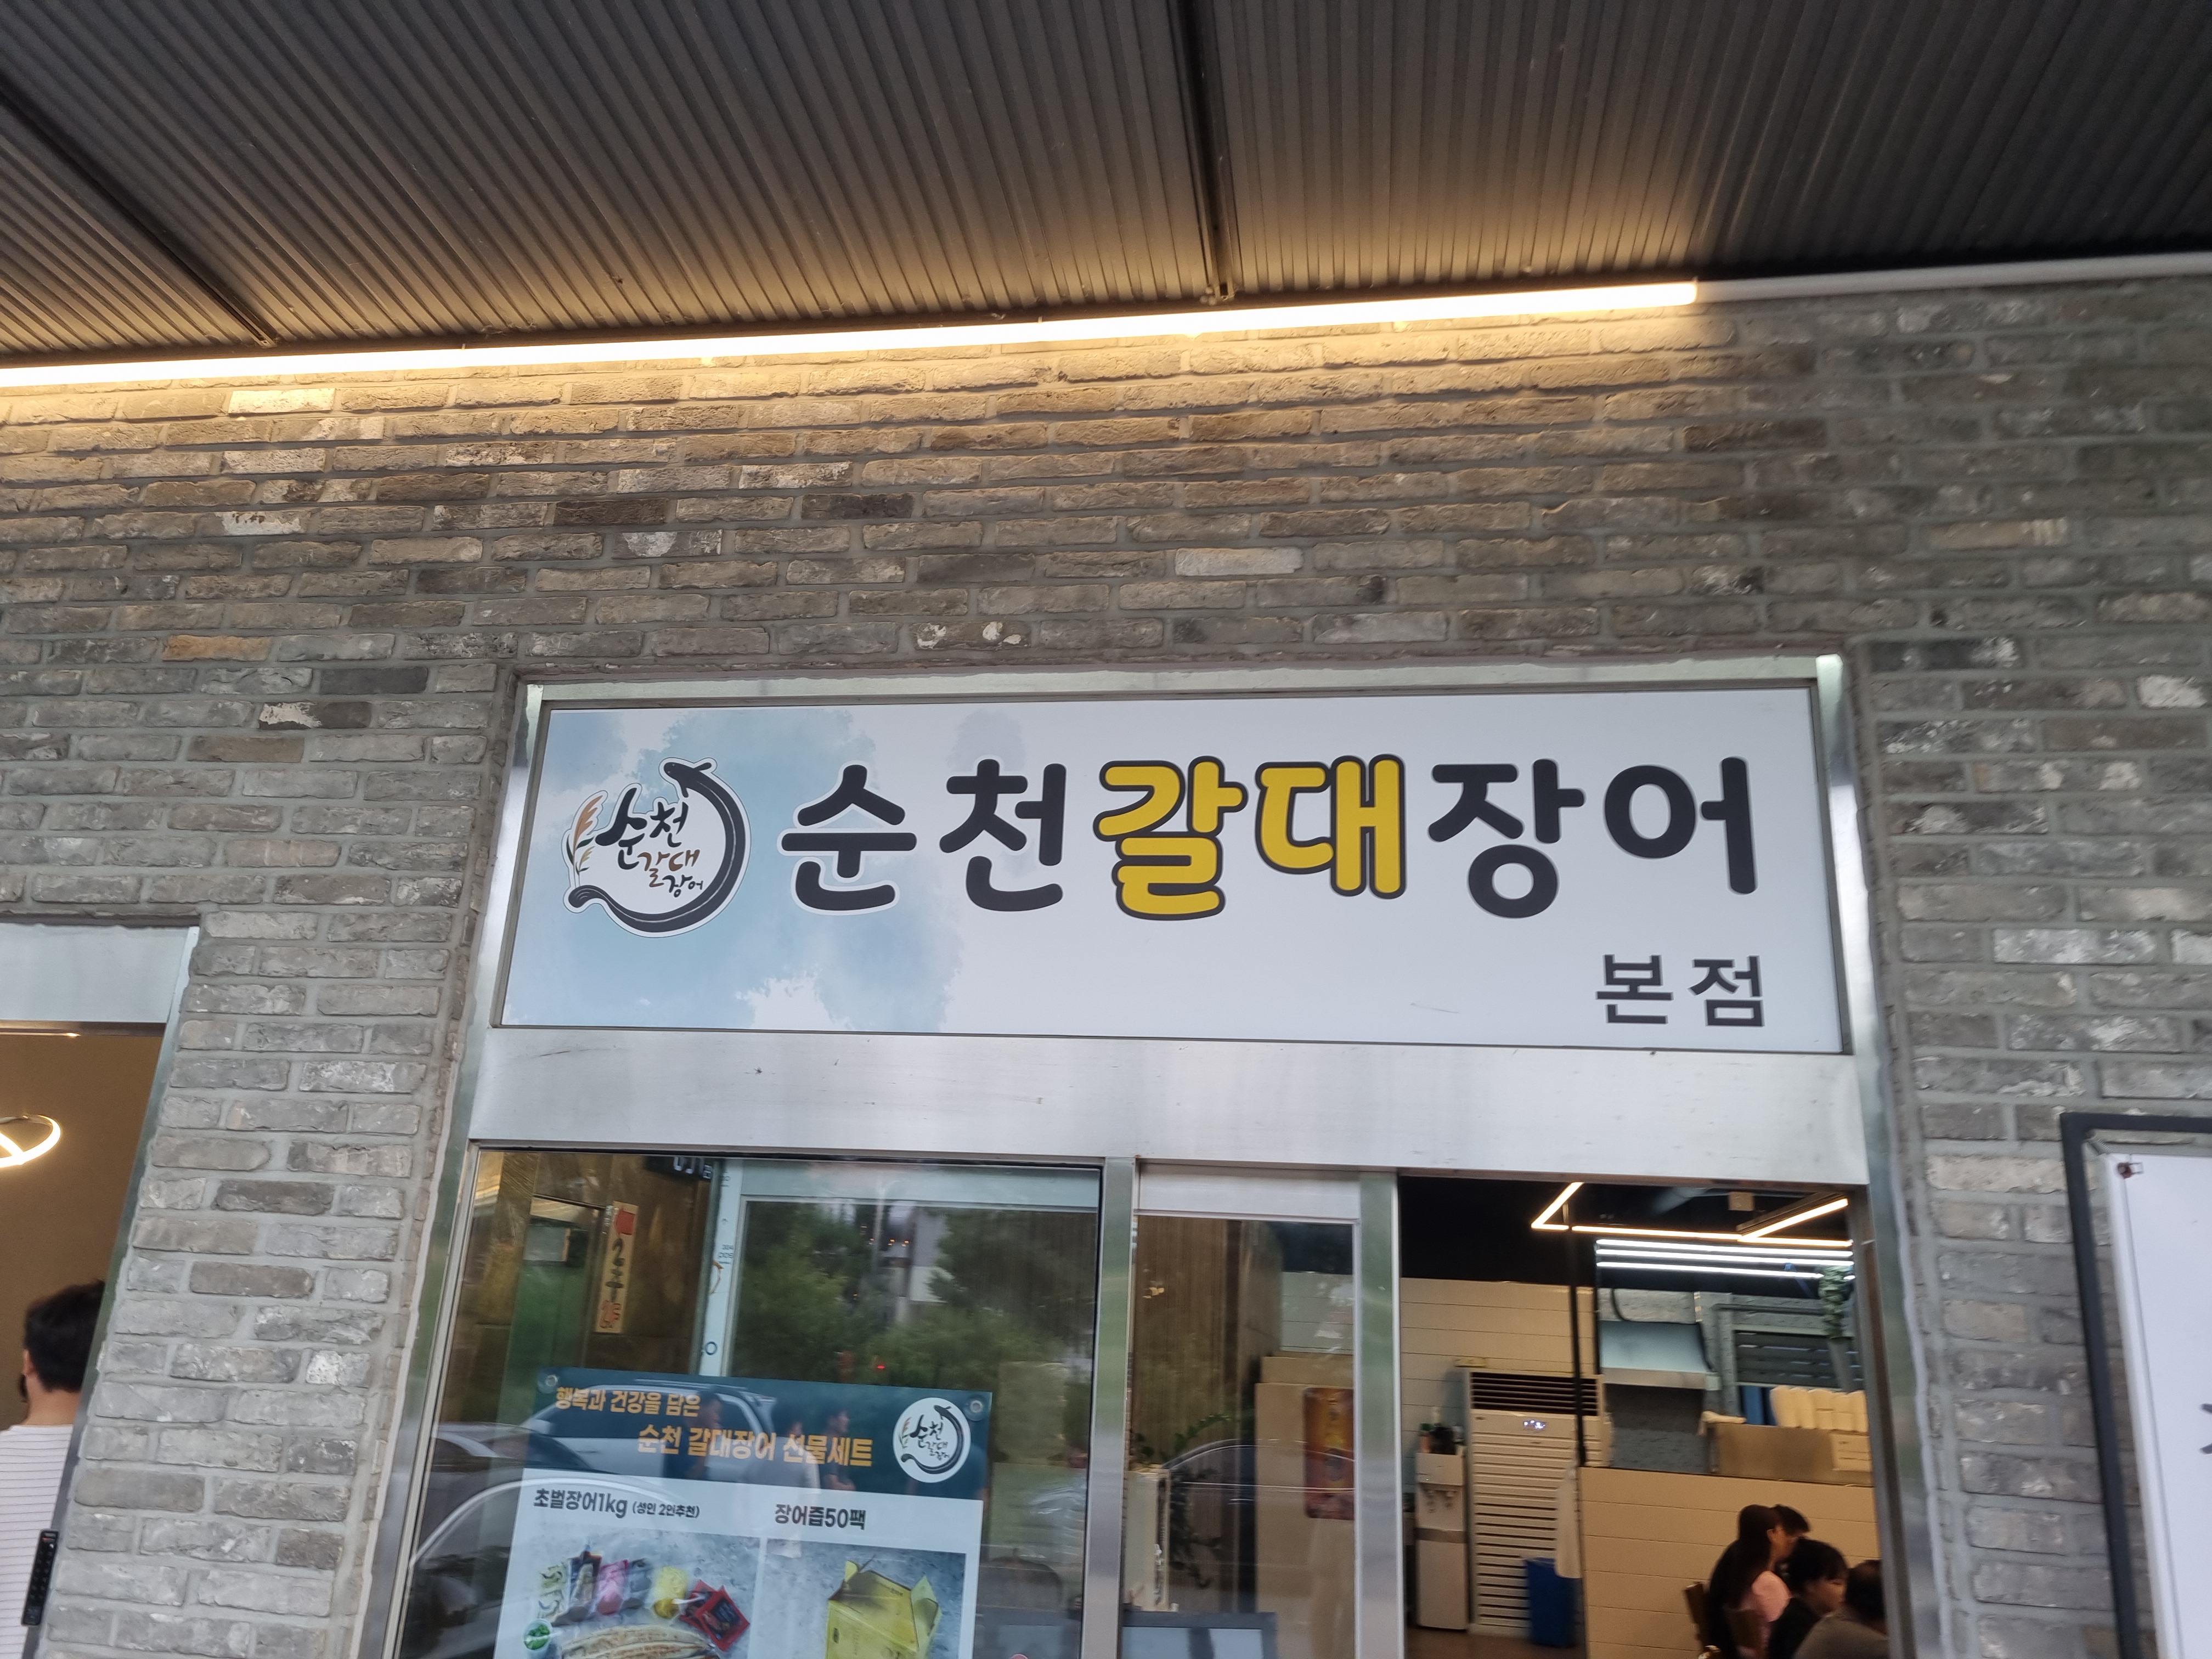 순천
갈대
장어
순천갈대장어
본점
행복과 건강을 담은
순천 갈대장어 선물세트
순천
갈대
장어
초벌장어1kg (성인 2인추천)
장어즙50팩